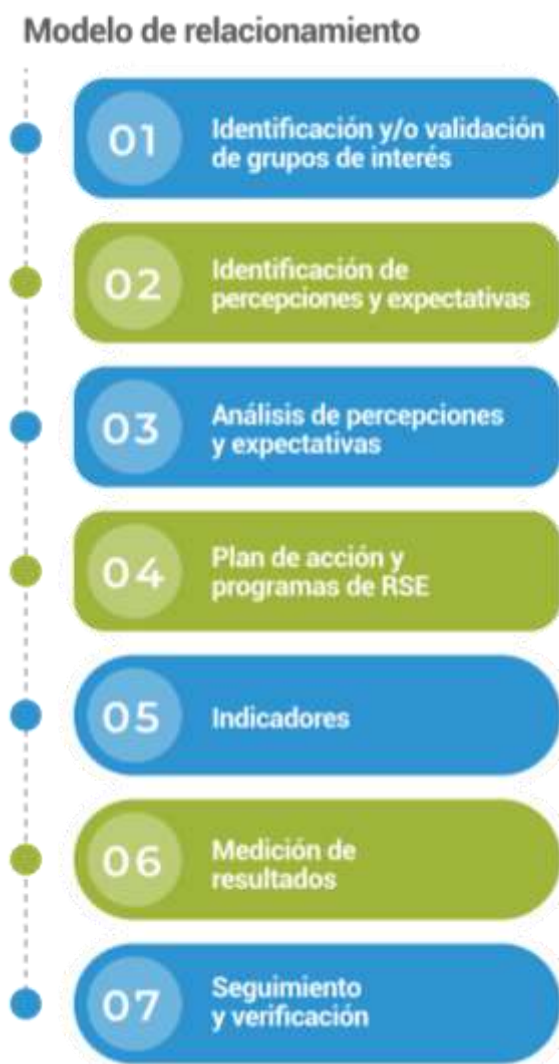 Modelo de relacionamiento
01
Identificación y/o validación
de grupos de interés
02
Identificación de
percepciones y expectativas
03
Análisis de percepciones
y expectativas
04
Plan de acción y
programas de RSE
05
Indicadores
06
Medición de
resultados
07
Seguimiento
y verificación